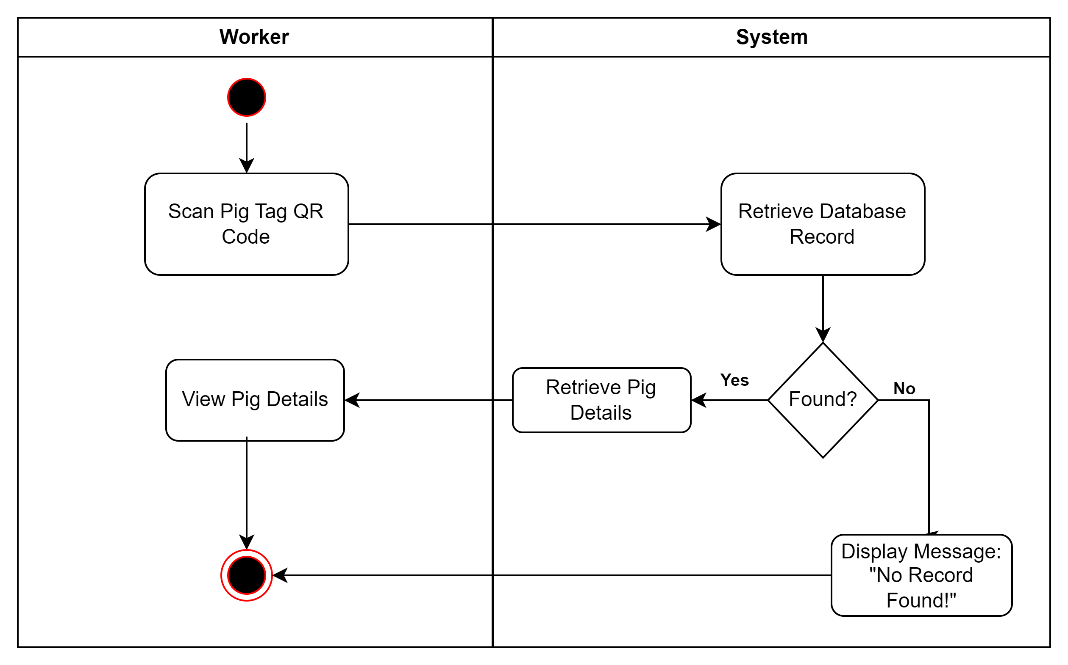 Worker
System
Scan Pig Tag QR
Code
Retrieve Database
Record
View Pig Details
Retrieve Pig
Details
Yes
Found?
No
Display Message:
"No Record
Found!"